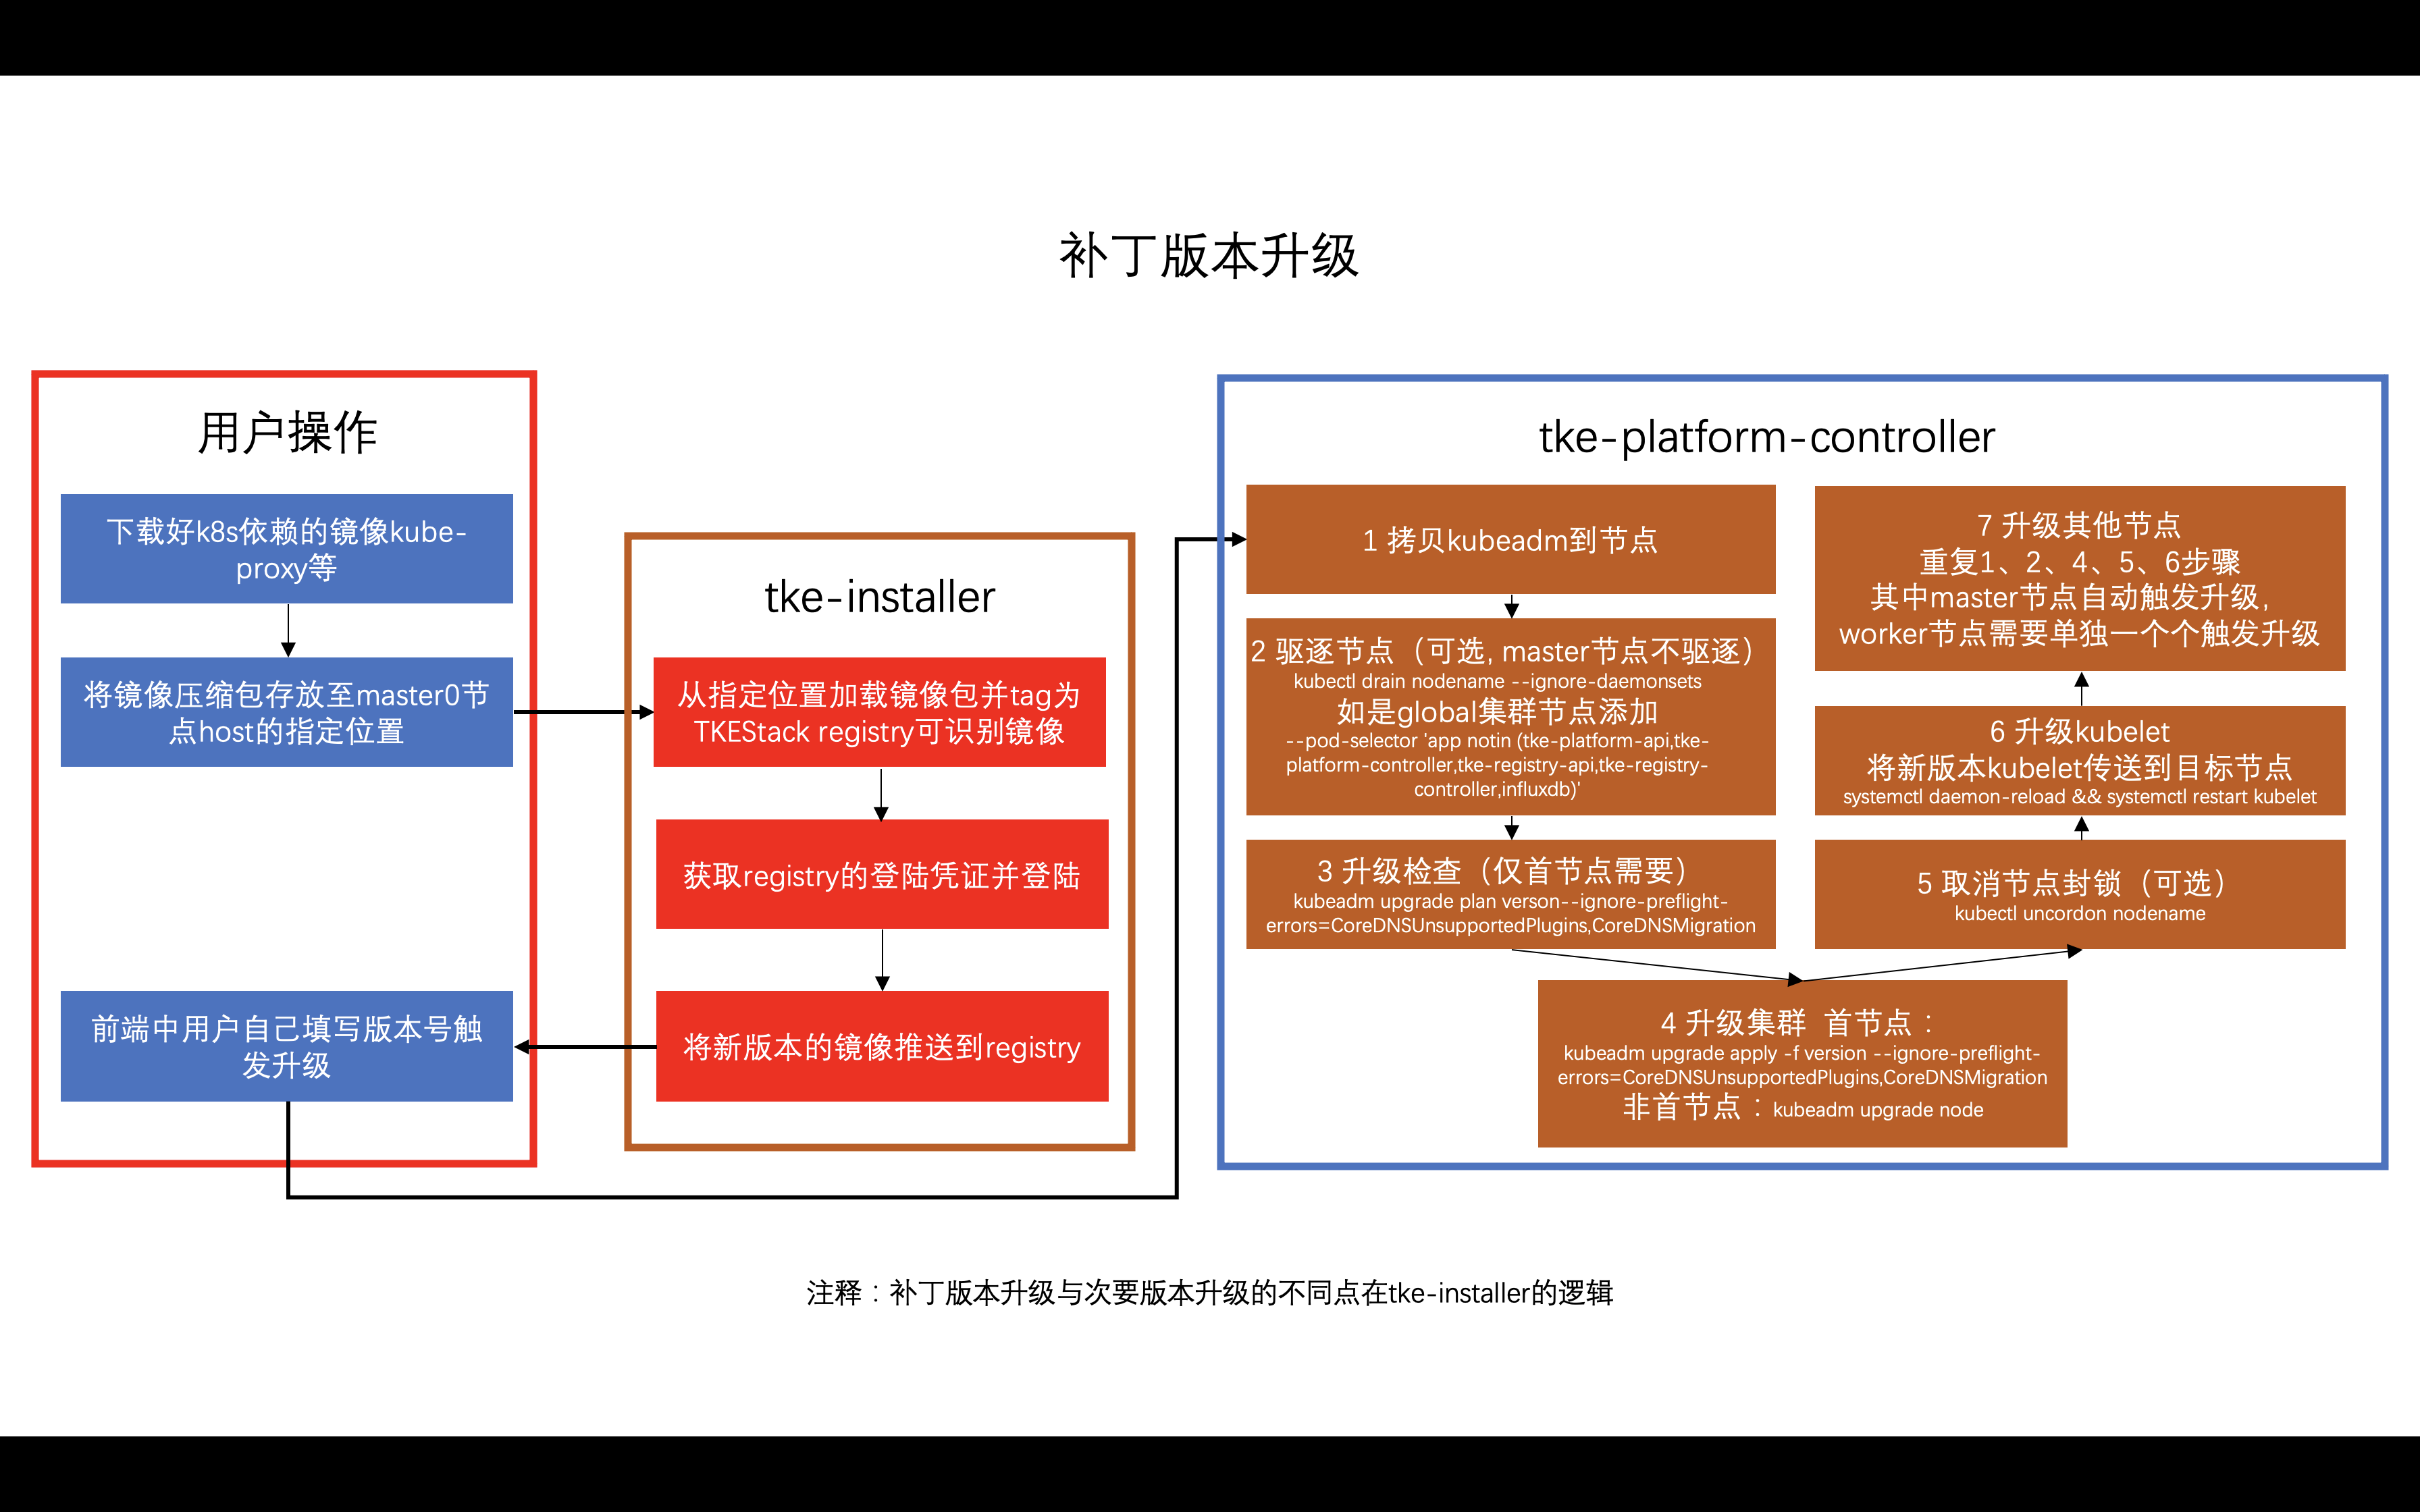 补丁版本升级
用户操作
下载好k8s依赖的镜像kube-
proxy等
将镜像压缩包存放至master0节
点host的指定位置
前端中用户自己填写版本号触
发升级
tke-installer
从指定位置加载镜像包并tag为
TKEStack registry可识别镜像
获取registry的登陆凭证并登陆
将新版本的镜像推送到registry
tke-platform-controller
1 拷贝kubeadm到节点
2 驱逐节点（可选, master节点不驱逐）
kubectl drain nodename --ignore-daemonsets
如是global集群节点添加
--pod-selector 'app notin (tke-platform-api,tke-
platform-controller,tke-registry-api,tke-registry-
controller,influxdb)'
3 升级检查（仅首节点需要）
kubeadm upgrade plan verson--ignore-preflight-
errors=CoreDNSUnsupportedPlugins,CoreDNSMigration
4 升级集群 首节点：
kubeadm upgrade apply -f version --ignore-preflight-
errors=CoreDNSUnsupportedPlugins,CoreDNSMigration
非首节点：kubeadm upgrade node
5 取消节点封锁（可选）
kubectl uncordon nodename
6 升级kubelet
将新版本kubelet传送到目标节点
systemctl daemon-reload && systemctl restart kubelet
7 升级其他节点
重复1、2、4、5、6步骤
其中master节点自动触发升级,
worker节点需要单独一个个触发升级
注释：补丁版本升级与次要版本升级的不同点在tke-installer的逻辑